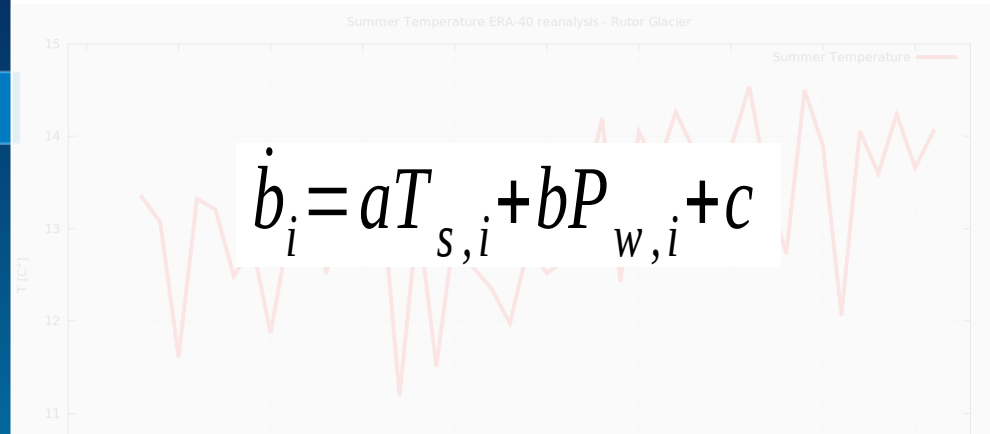 Summer Temperature ERA-40 reanalysis - Rutor Glacier
15
Summer Temperature
14
ḃ_i = aT_{s,i} + bP_{w,i} + c
13
T [C°]
12
11